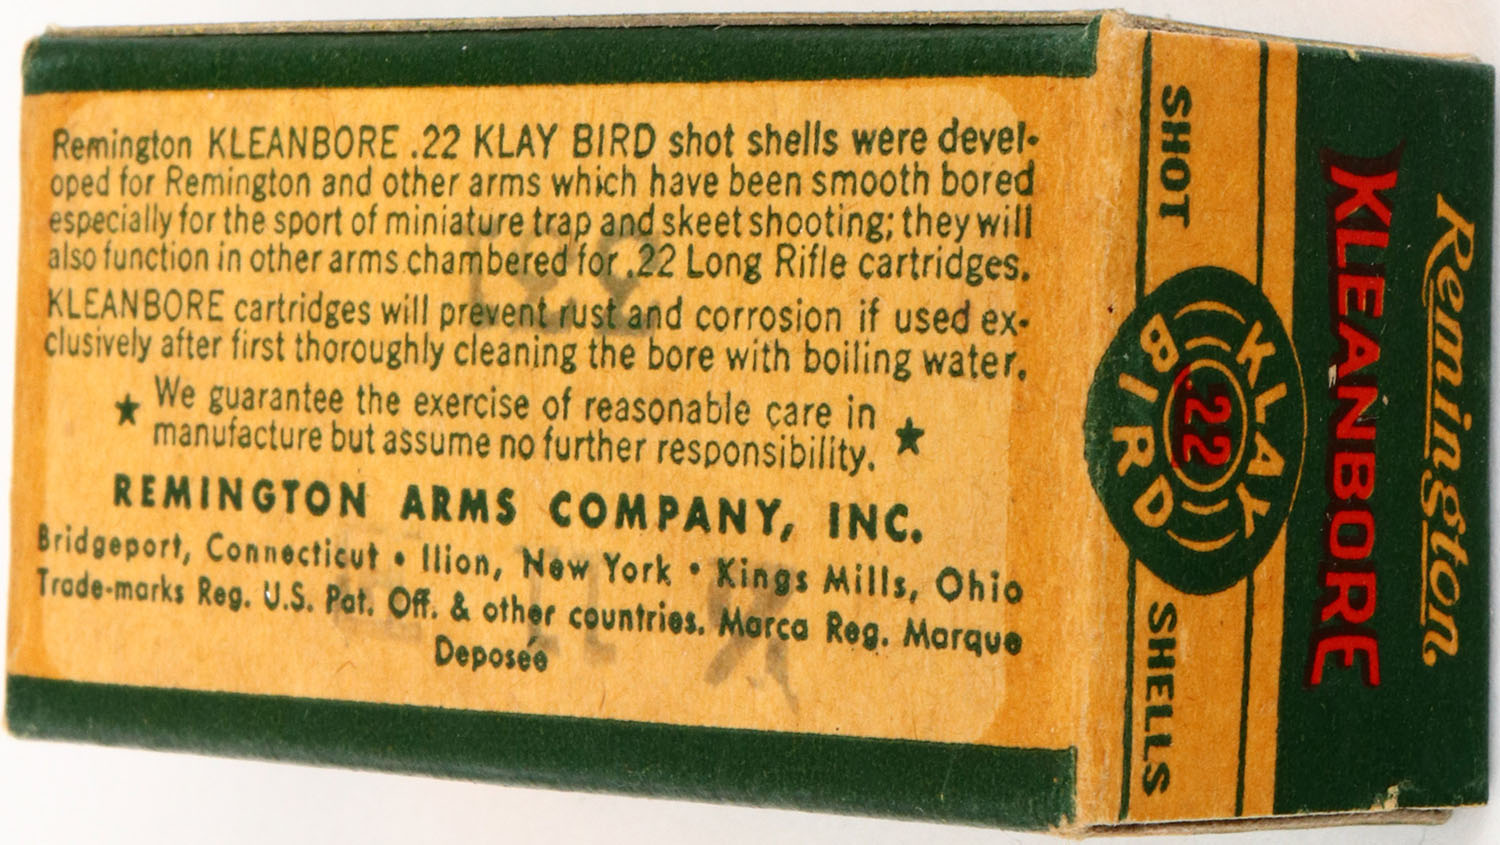 Remington KLEANBORE .22 KLAY BIRD shot shells were devel-
oped for Remington and other arms which have been smooth bored
especially for the sport of miniature trap and skeet shooting; they will
also function in other arms chambered for .22 Long Rifle cartridges.
KLEANBORE cartridges will prevent rust and corrosion if used ex-
clusively after first thoroughly cleaning the bore with boiling water.
★ We guarantee the exercise of reasonable care in ★
manufacture but assume no further responsibility.
REMINGTON ARMS COMPANY, INC.
Bridgeport, Connecticut • Ilion, New York • Kings Mills, Ohio
Trade-marks Reg. U.S. Pat. Off. & other countries. Marca Reg. Marque
Deposée
Remington
KLEANBORE
SHOT
KLAY
.22
BIRD
SHELLS